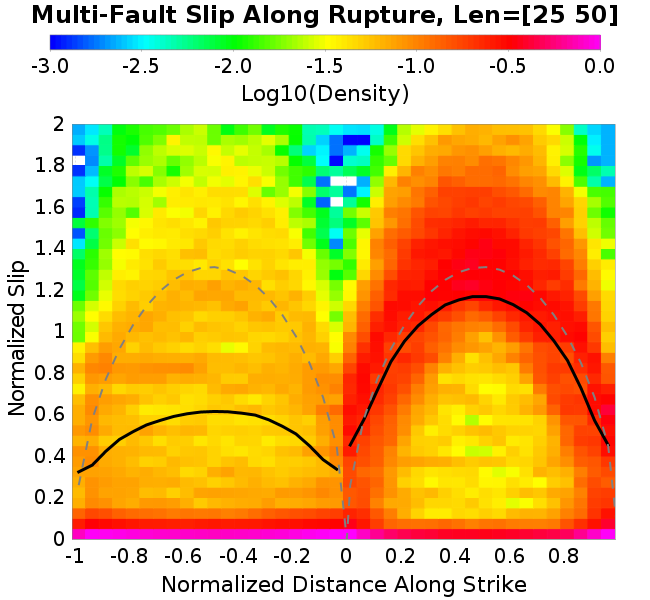 Multi-Fault Slip Along Rupture, Len=[25 50]
-3.0 -2.5 -2.0 -1.5 -1.0 -0.5 0.0
Log10(Density)
2
1.8
1.6
1.4
1.2
1
0.8
0.6
0.4
0.2
0
Normalized Slip
-1 -0.8 -0.6 -0.4 -0.2 0 0.2 0.4 0.6 0.8
Normalized Distance Along Strike